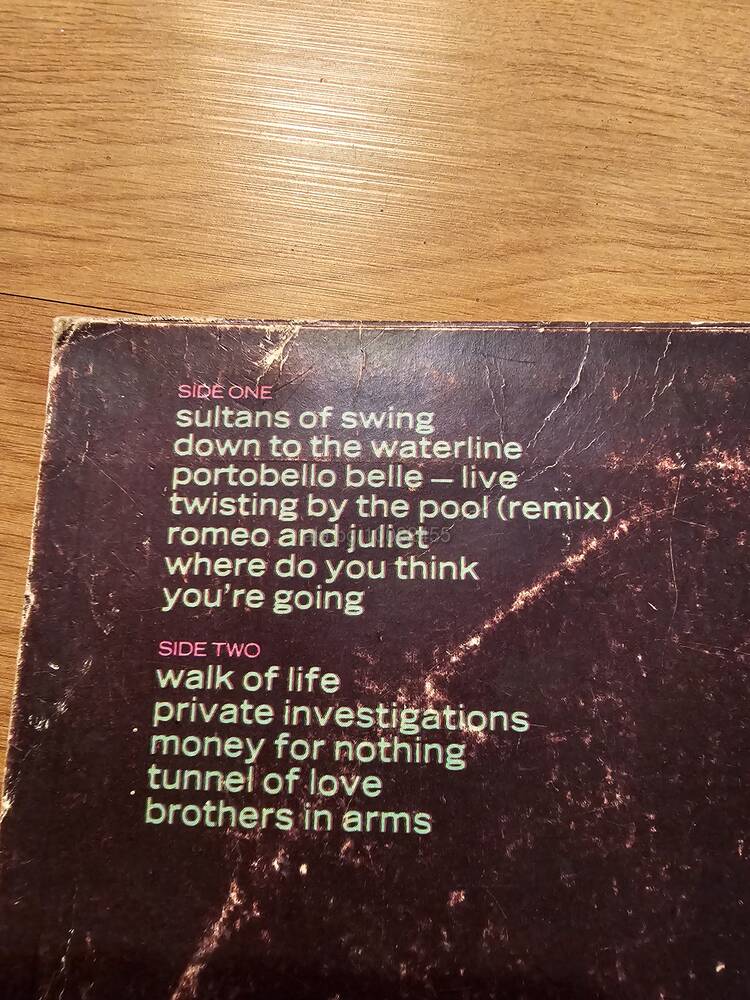 SIDE ONE
sultans of swing
down to the waterline
portobello belle – live
twisting by the pool (remix)
romeo and juliet
where do you think
you're going
SIDE TWO
walk of life
private investigations
money for nothing
tunnel of love
brothers in arms